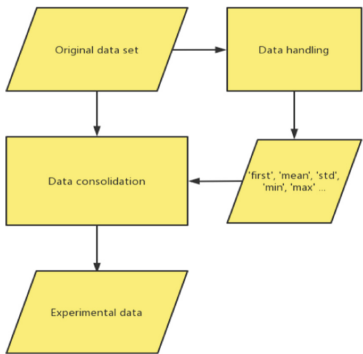 Original data set
Data handling
Data consolidation
'first', 'mean', 'std',
'min', 'max' ...
Experimental data